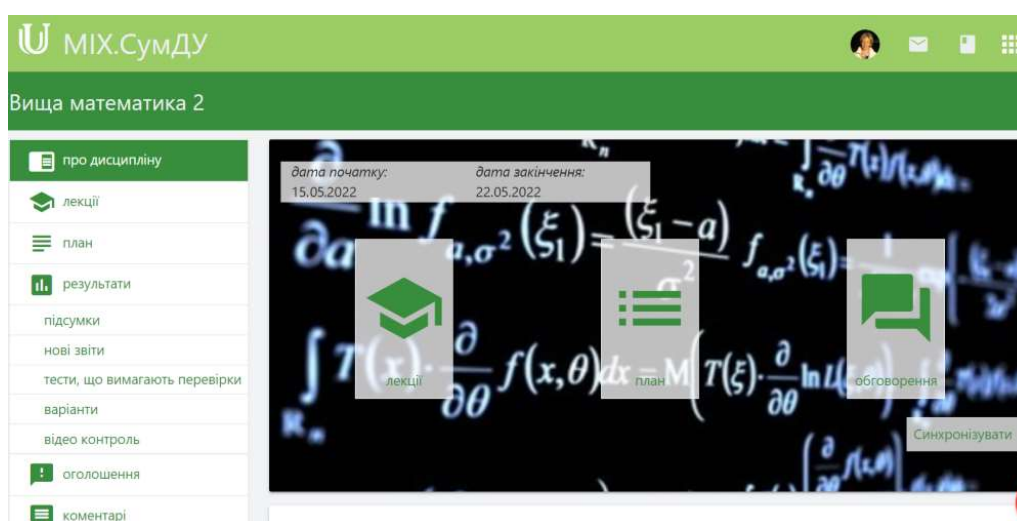 МІХ.СумДУ
Вища математика 2
про дисципліну
лекції
план
результати
підсумки
нові звіти
тести, що вимагають перевірки
варіанти
відео контроль
оголошення
коментарі
дата початку: дата закінчення:
15.05.2022 22.05.2022
лекції
план
обговорення
Синхронізувати